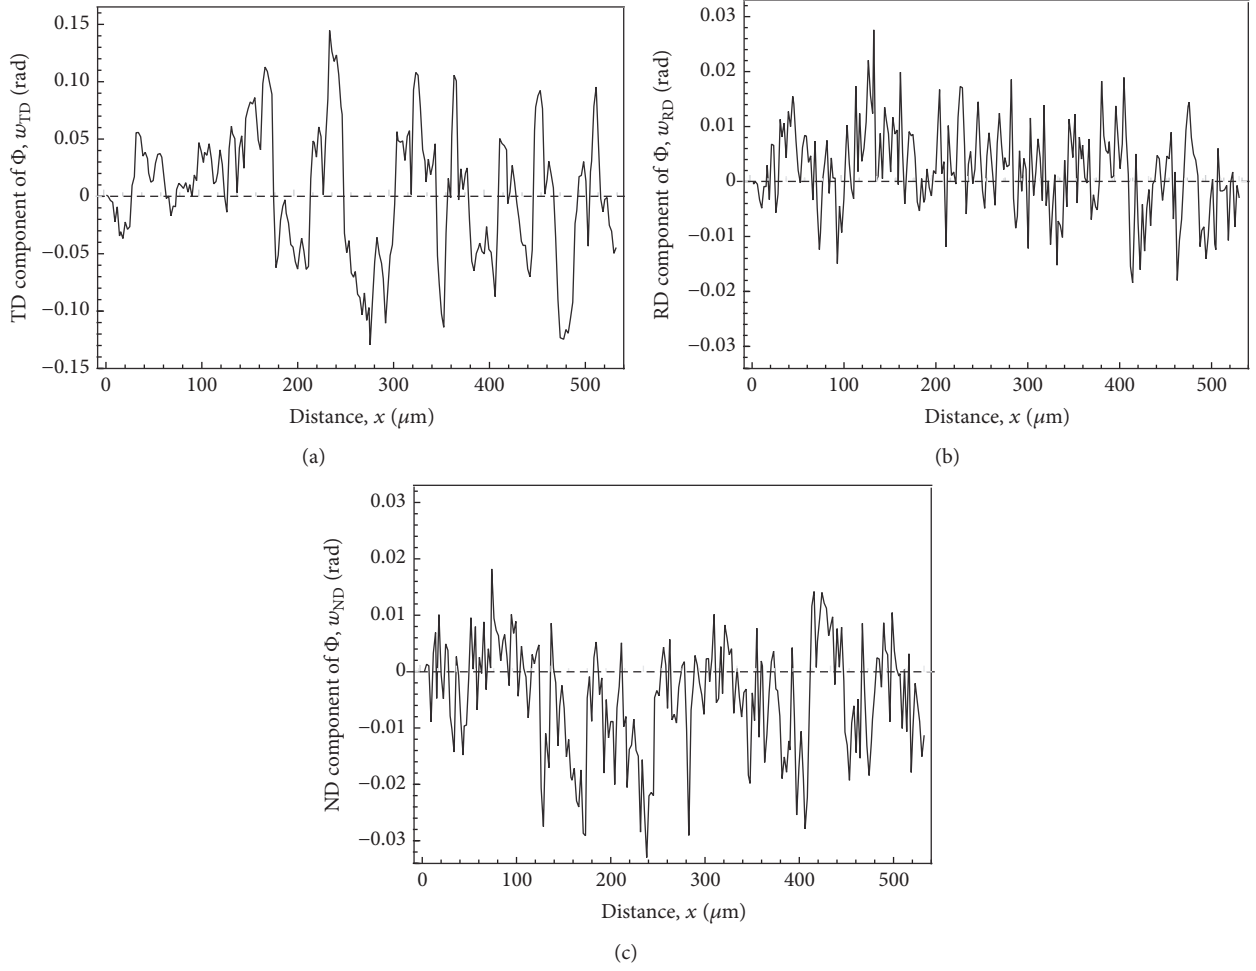 TD component of Φ, w_TD (rad)
0.15
0.10
0.05
0
−0.05
−0.10
−0.15
0 100 200 300 400 500
Distance, x (μm)
(a)
RD component of Φ, w_RD (rad)
0.03
0.02
0.01
0
−0.01
−0.02
−0.03
0 100 200 300 400 500
Distance, x (μm)
(b)
ND component of Φ, w_ND (rad)
0.03
0.02
0.01
0
−0.01
−0.02
−0.03
0 100 200 300 400 500
Distance, x (μm)
(c)